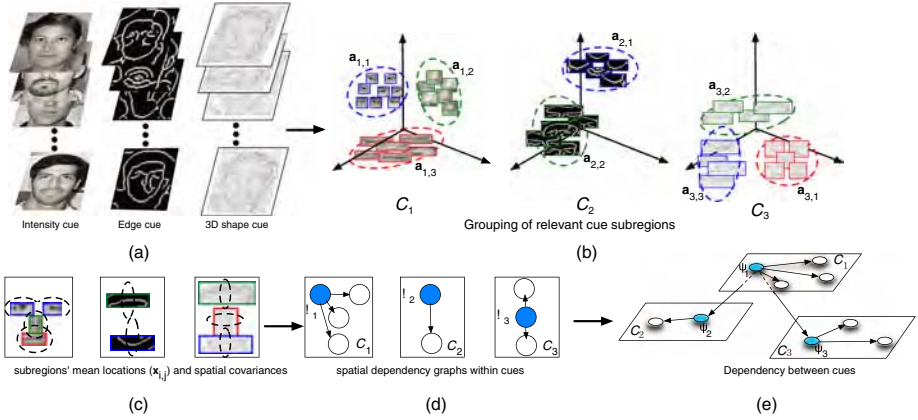 a₁,₁
a₁,₂
a₁,₃
C₁
a₂,₁
a₂,₂
C₂
a₃,₂
a₃,₃
a₃,₁
C₃
Intensity cue
Edge cue
3D shape cue
Grouping of relevant cue subregions
(a)
(b)
! ₁
C₁
! ₂
C₂
! ₃
C₃
ψ₁
C₁
C₂
ψ₂
C₃
ψ₃
subregions' mean locations (xᵢ,ⱼ) and spatial covariances
spatial dependency graphs within cues
Dependency between cues
(c)
(d)
(e)